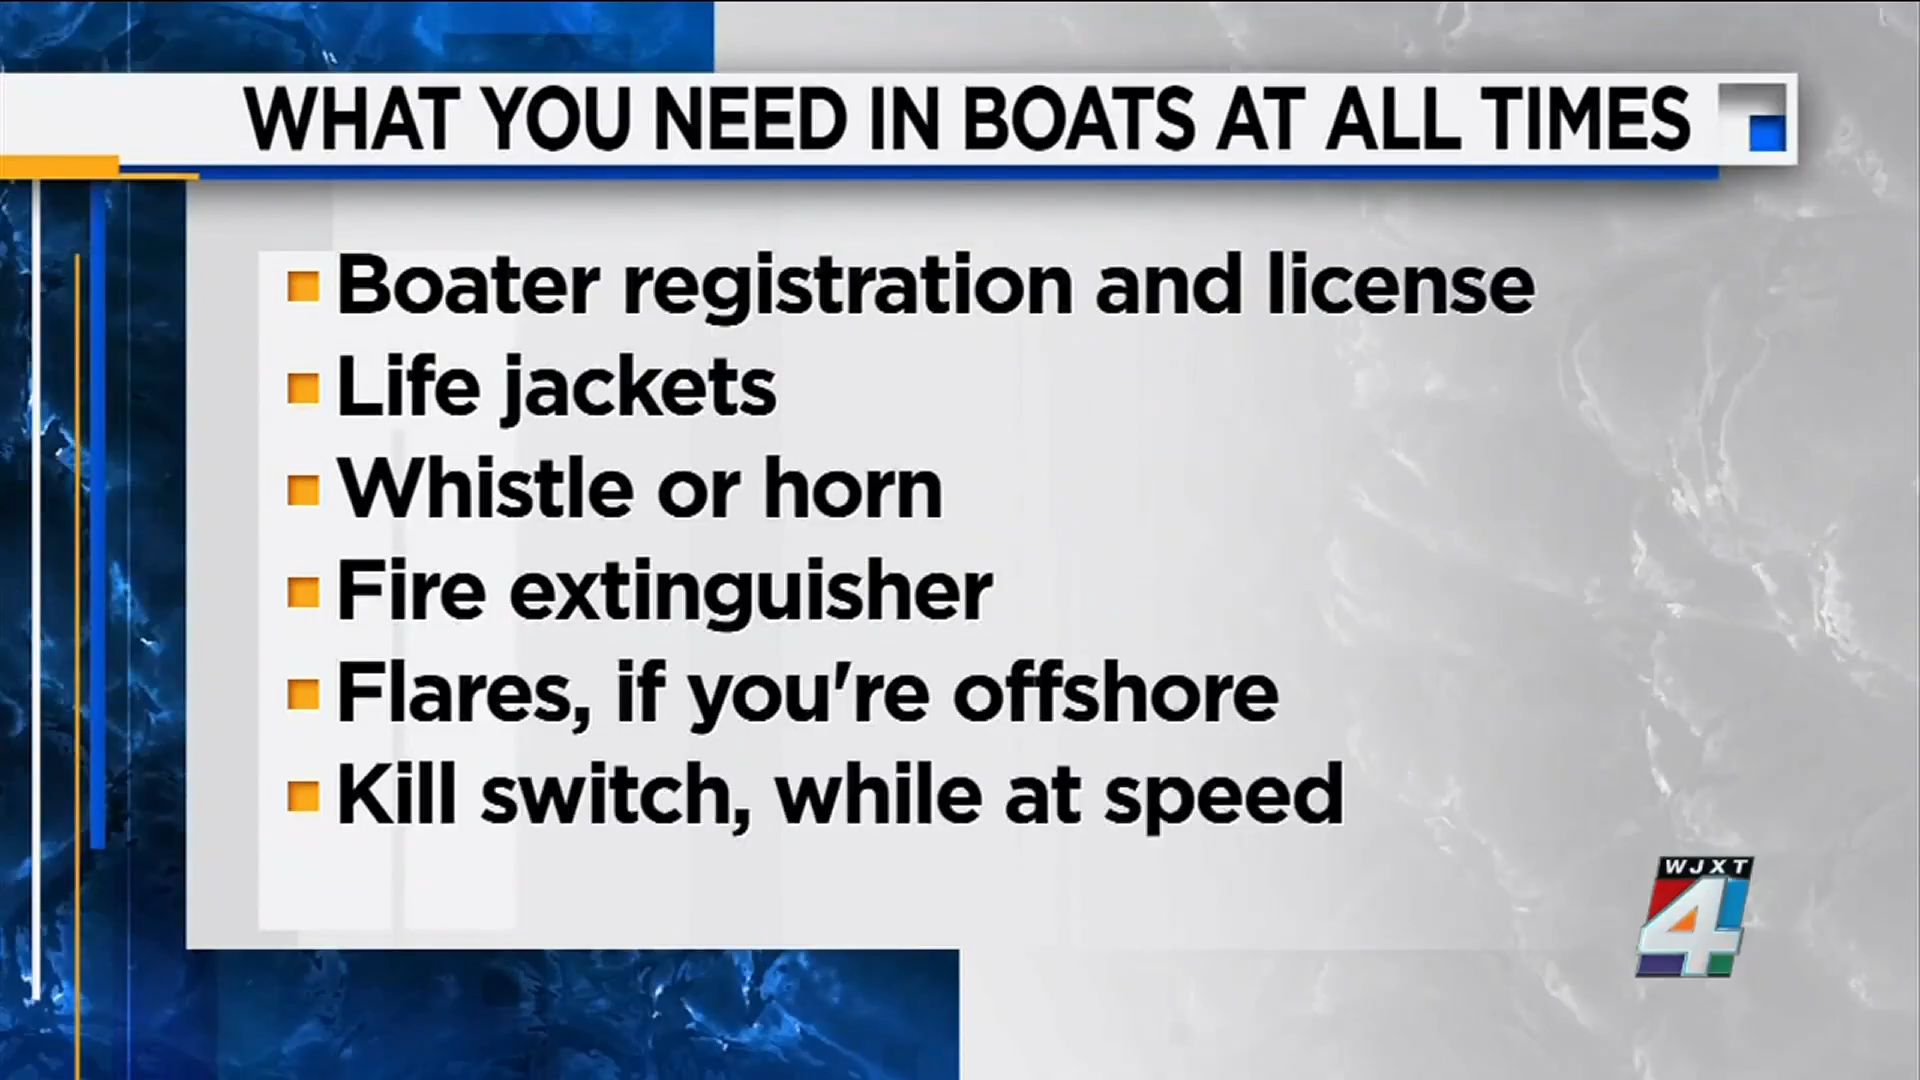 WHAT YOU NEED IN BOATS AT ALL TIMES
Boater registration and license
Life jackets
Whistle or horn
Fire extinguisher
Flares, if you're offshore
Kill switch, while at speed
WJXT
4